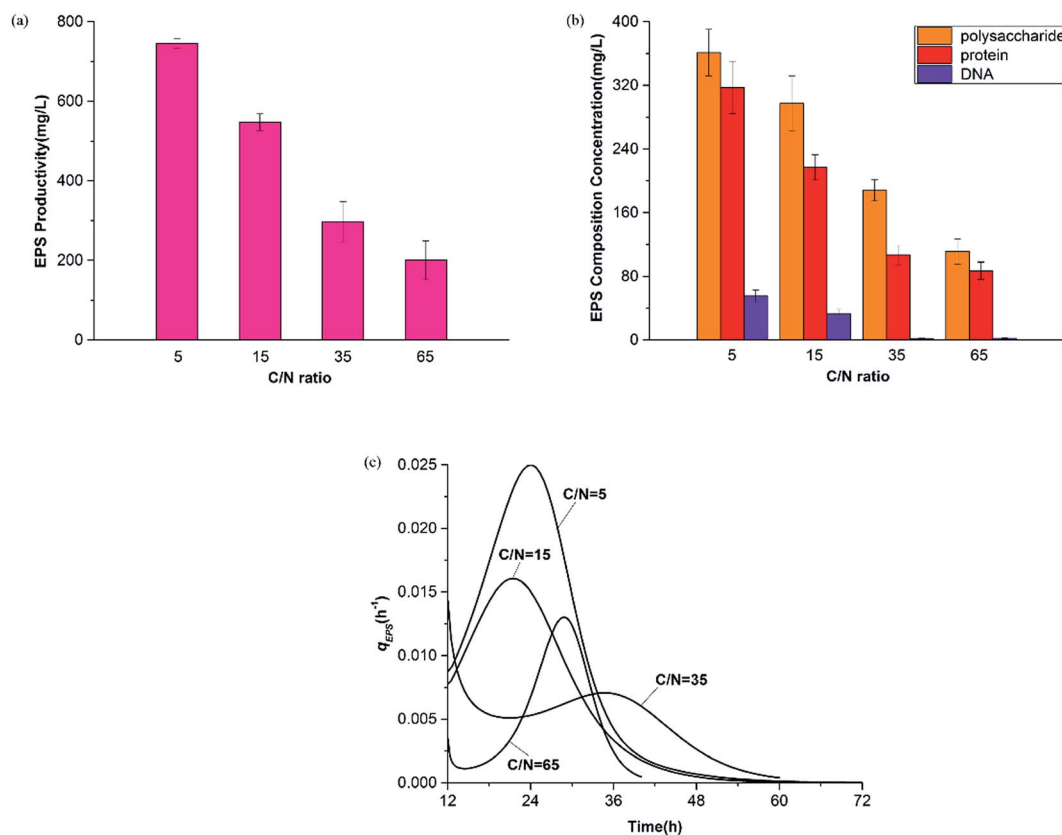 (a)
800
600
400
200
0
EPS Productivity(mg/L)
5 15 35 65
C/N ratio
(b)
400
320
240
160
80
0
EPS Composition Concentration(mg/L)
polysaccharide
protein
DNA
5 15 35 65
C/N ratio
(c)
0.025
0.020
0.015
0.010
0.005
0.000
qEPS(h-1)
C/N=5
C/N=15
C/N=35
C/N=65
12 24 36 48 60 72
Time(h)